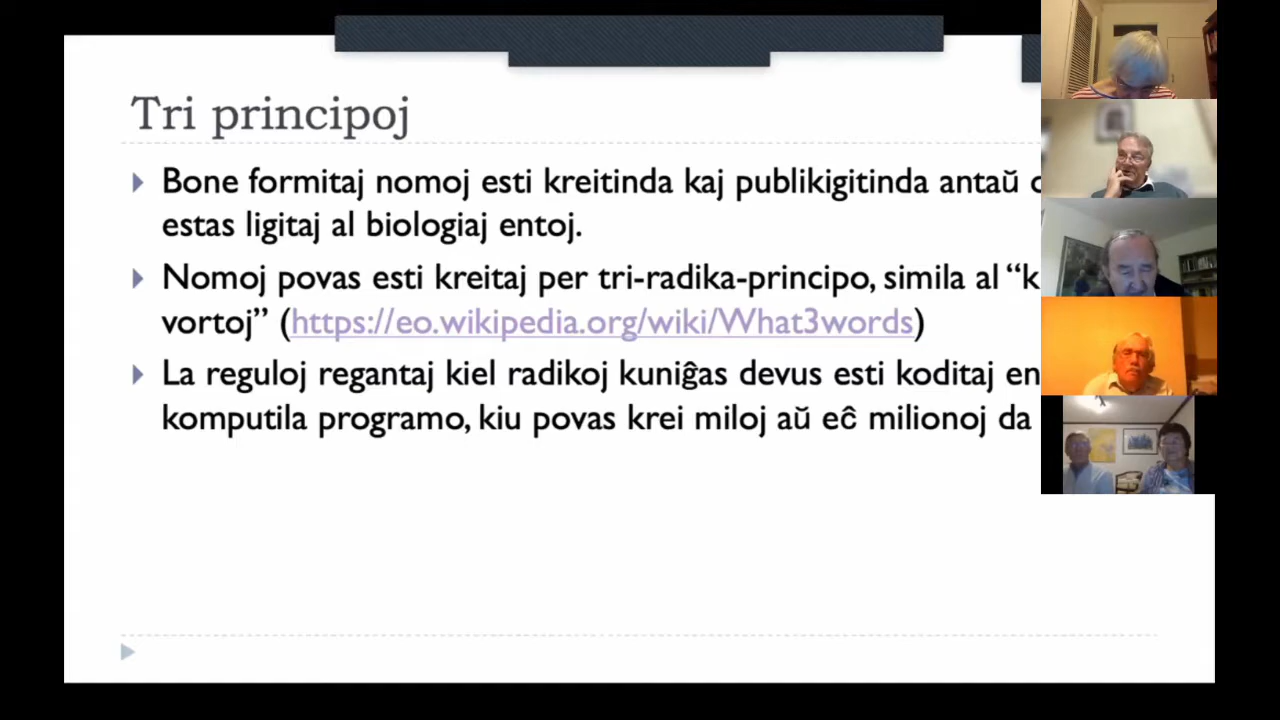 Tri principoj
Bone formitaj nomoj esti kreitinda kaj publikigitinda antaŭ
estas ligitaj al biologiaj entoj.
Nomoj povas esti kreitaj per tri-radika-principo, simila al
vortoj” (https://eo.wikipedia.org/wiki/What3words)
La reguloj regantaj kiel radikoj kuniĝas devus esti koditaj en
komputila programo, kiu povas krei miloj aŭ eĉ milionoj da